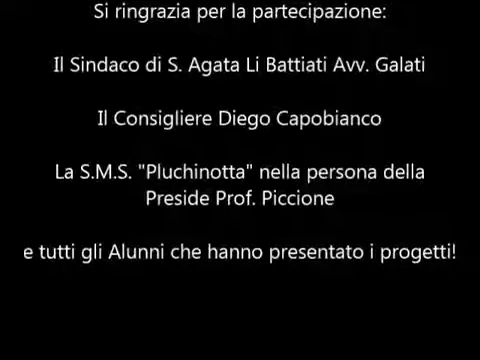 Si ringrazia per la partecipazione:
Il Sindaco di S. Agata Li Battiati Avv. Galati
Il Consigliere Diego Capobianco
La S.M.S. "Pluchinotta" nella persona della
Preside Prof. Piccione
e tutti gli Alunni che hanno presentato i progetti!